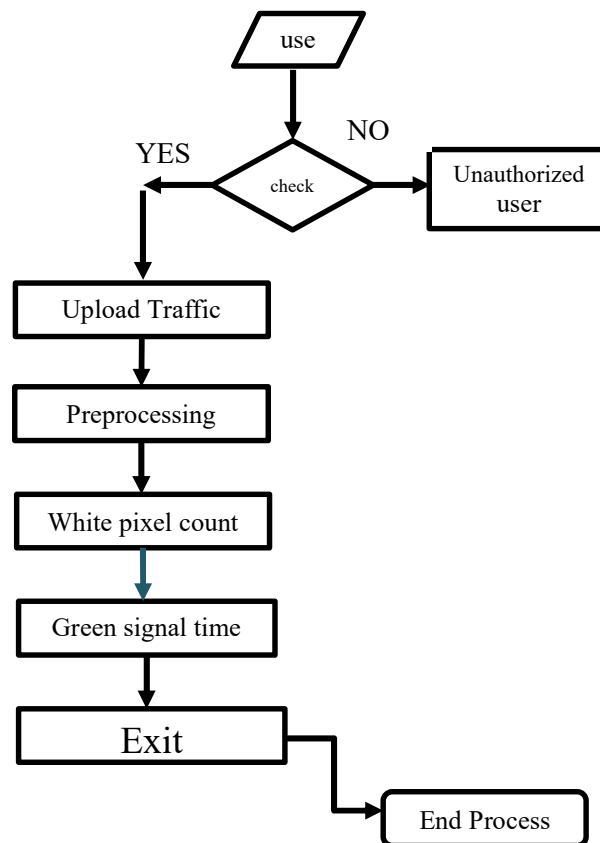 use
NO
YES
check
Unauthorized
user
Upload Traffic
Preprocessing
White pixel count
Green signal time
Exit
End Process